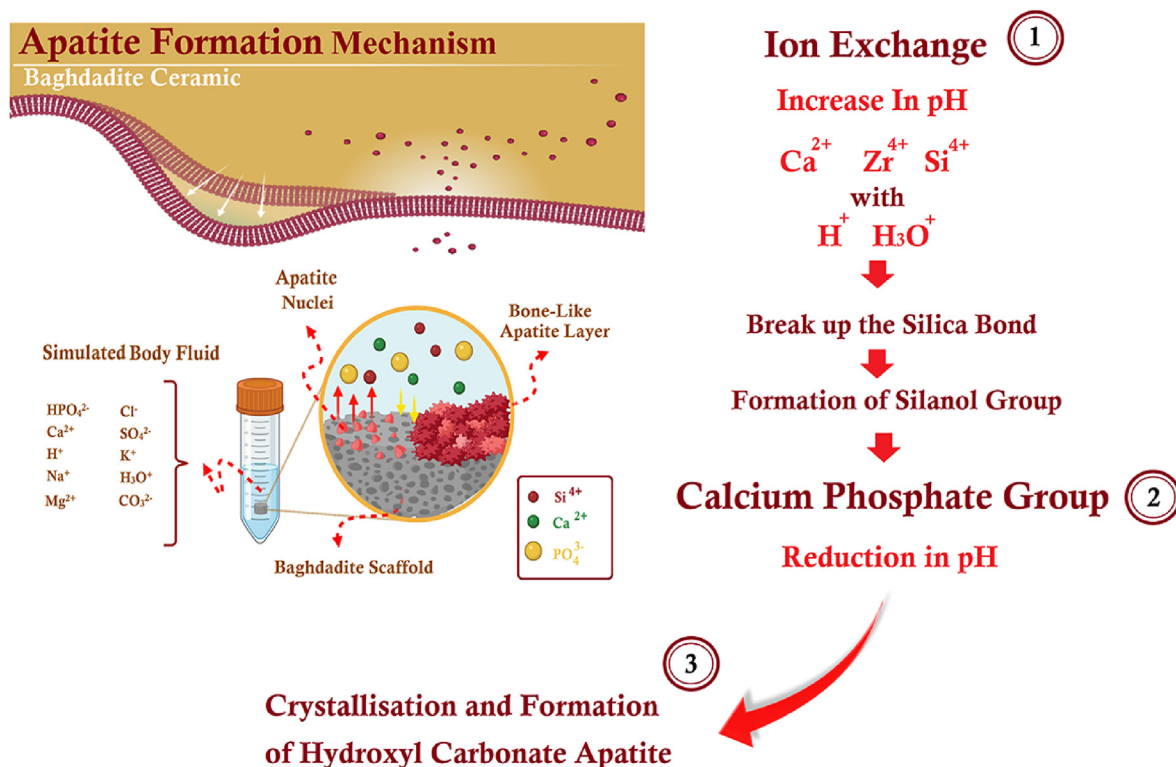 Apatite Formation Mechanism
Baghdadite Ceramic
Apatite
Nuclei
Bone-Like
Apatite Layer
Simulated Body Fluid
HPO₄²⁻ Cl⁻
Ca²⁺ SO₄²⁻
H⁺ K⁺
Na⁺ H₃O⁺
Mg²⁺ CO₃²⁻
Baghdadite Scaffold
Si⁴⁺
Ca²⁺
PO₄³⁻
Ion Exchange 1
Increase In pH
Ca²⁺ Zr⁴⁺ Si⁴⁺
with
H⁺ H₃O⁺
Break up the Silica Bond
Formation of Silanol Group
Calcium Phosphate Group 2
Reduction in pH
3
Crystallisation and Formation
of Hydroxyl Carbonate Apatite